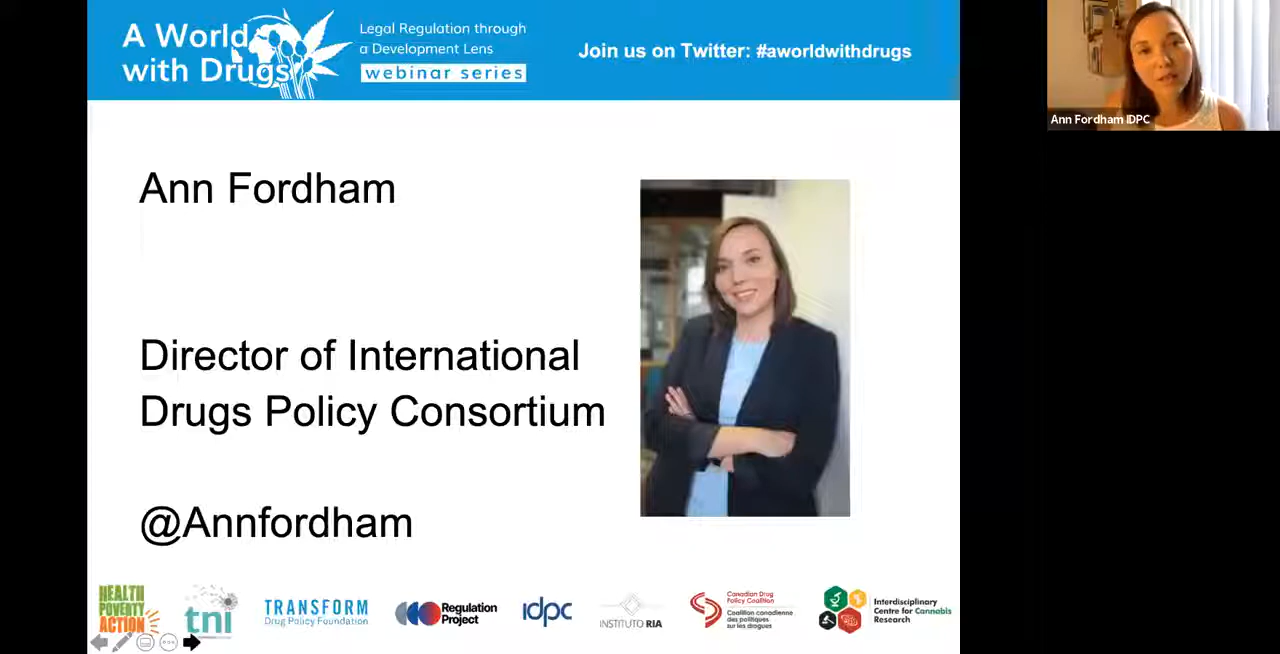 A World
with Drugs
Legal Regulation through
a Development Lens
webinar series
Join us on Twitter: #aworldwithdrugs
Ann Fordham IDPC
Ann Fordham
Director of International
Drugs Policy Consortium
@Annfordham
HEALTH
POVERTY
ACTION
tni
TRANSFORM
Drug Policy Foundation
Regulation
Project
idpc
INSTITUTO RIA
Canadian Drug
Policy Coalition
Coalition canadienne
des politiques
sur les drogues
Interdisciplinary
Centre for Cannabis
Research